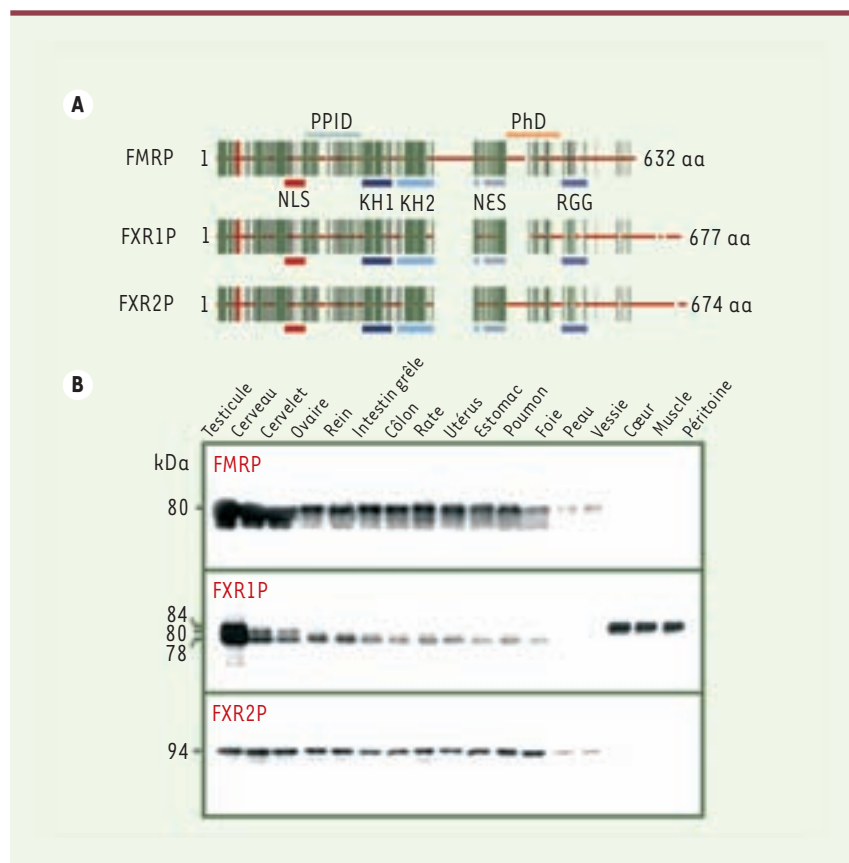 A
PPID PhD
FMRP 1 632 aa
NLS KH1 KH2 NES RGG
FXR1P 1 677 aa
FXR2P 1 674 aa
B
Testicule Cerveau Cervelet Ovaire Rein Intestin grêle Côlon Rate Utérus Estomac Poumon Foie Peau Vessie Cœur Muscle Péritoine
kDa
FMRP
80
FXR1P
84
80
78
FXR2P
94